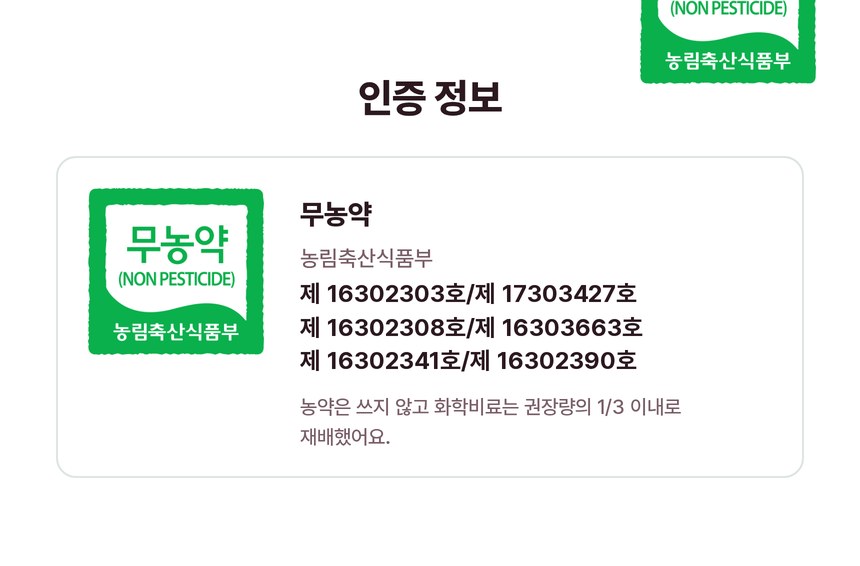 (NON PESTICIDE)
농림축산식품부
인증 정보
무농약
(NON PESTICIDE)
농림축산식품부
무농약
농림축산식품부
제 16302303호/제 17303427호
제 16302308호/제 16303663호
제 16302341호/제 16302390호
농약은 쓰지 않고 화학비료는 권장량의 1/3 이내로
재배했어요.